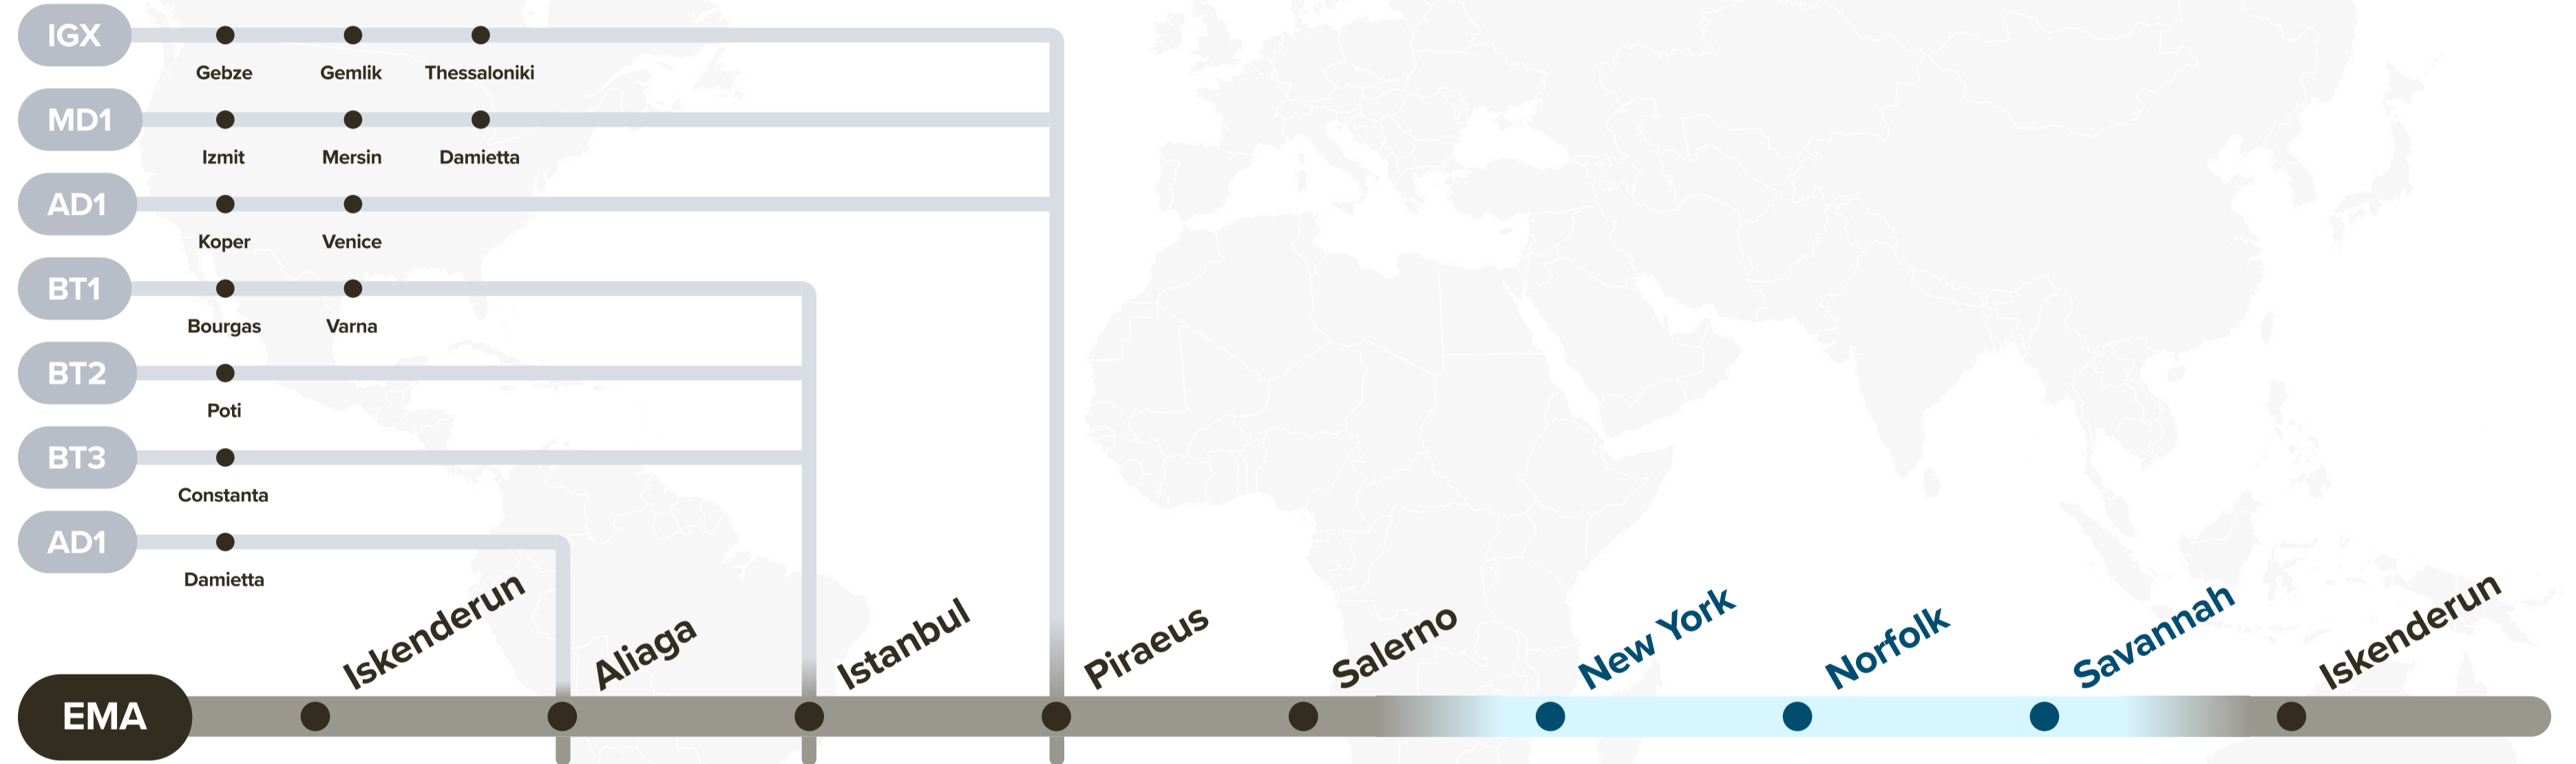 IGX
Gebze Gemlik Thessaloniki
MD1
Izmit Mersin Damietta
AD1
Koper Venice
BT1
Bourgas Varna
BT2
Poti
BT3
Constanta
AD1
Damietta
Iskenderun Aliaga Istanbul Piraeus Salerno New York Norfolk Savannah Iskenderun
EMA